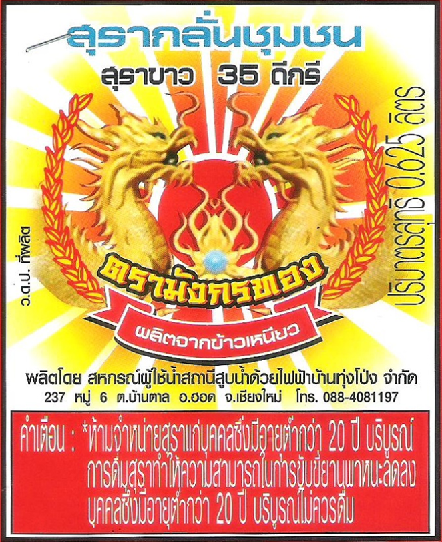 สุรากลั่นชุมชน
สุราขาว 35 ดีกรี
ว.ด.ป. ที่ผลิต
ปริมาตรสุทธิ 0.625 ลิตร
ตรามังกรทอง
ผลิตจากข้าวเหนียว
ผลิตโดย สหกรณ์ผู้ใช้น้ำสถานีสูบน้ำด้วยไฟฟ้าบ้านทุ่งโป่ง จำกัด
237 หมู่ 6 ต.บ้านตาล อ.ฮอด จ.เชียงใหม่ โทร. 088-4081197
คำเตือน : *ห้ามจำหน่ายสุราแก่บุคคลซึ่งมีอายุต่ำกว่า 20 ปี บริบูรณ์
การดื่มสุราทำให้ความสามารถในการขับขี่ยานพาหนะลดลง
บุคคลซึ่งมีอายุต่ำกว่า 20 ปี บริบูรณ์ไม่ควรดื่ม